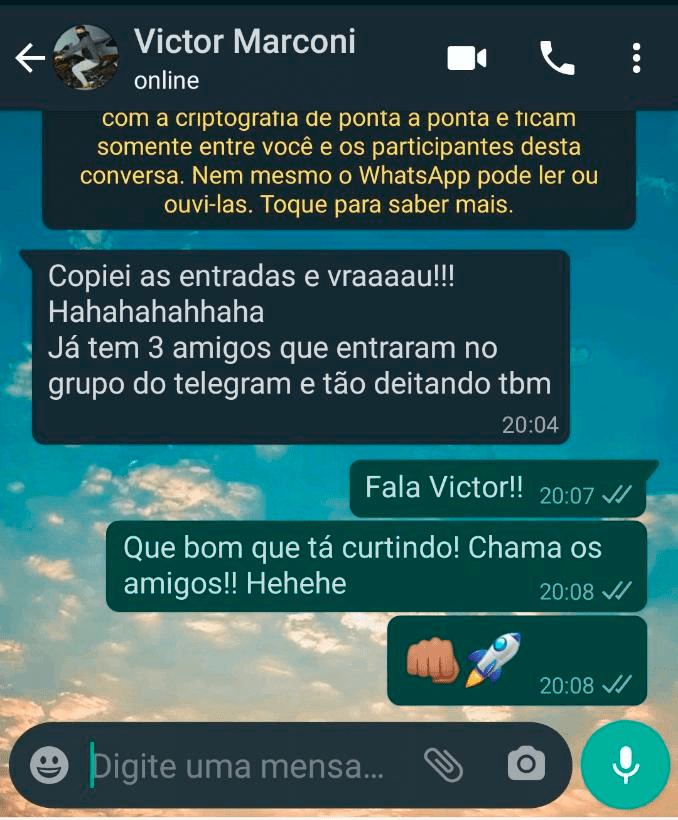 Victor Marconi
online
com a criptografia de ponta a ponta e ficam
somente entre você e os participantes desta
conversa. Nem mesmo o WhatsApp pode ler ou
ouvi-las. Toque para saber mais.
Copiei as entradas e vraaaau!!!
Hahahahahhaha
Já tem 3 amigos que entraram no
grupo do telegram e tão deitando tbm
20:04
Fala Victor!! 20:07
Que bom que tá curtindo! Chama os
amigos!! Hehehe 20:08
20:08
Digite uma mensa...